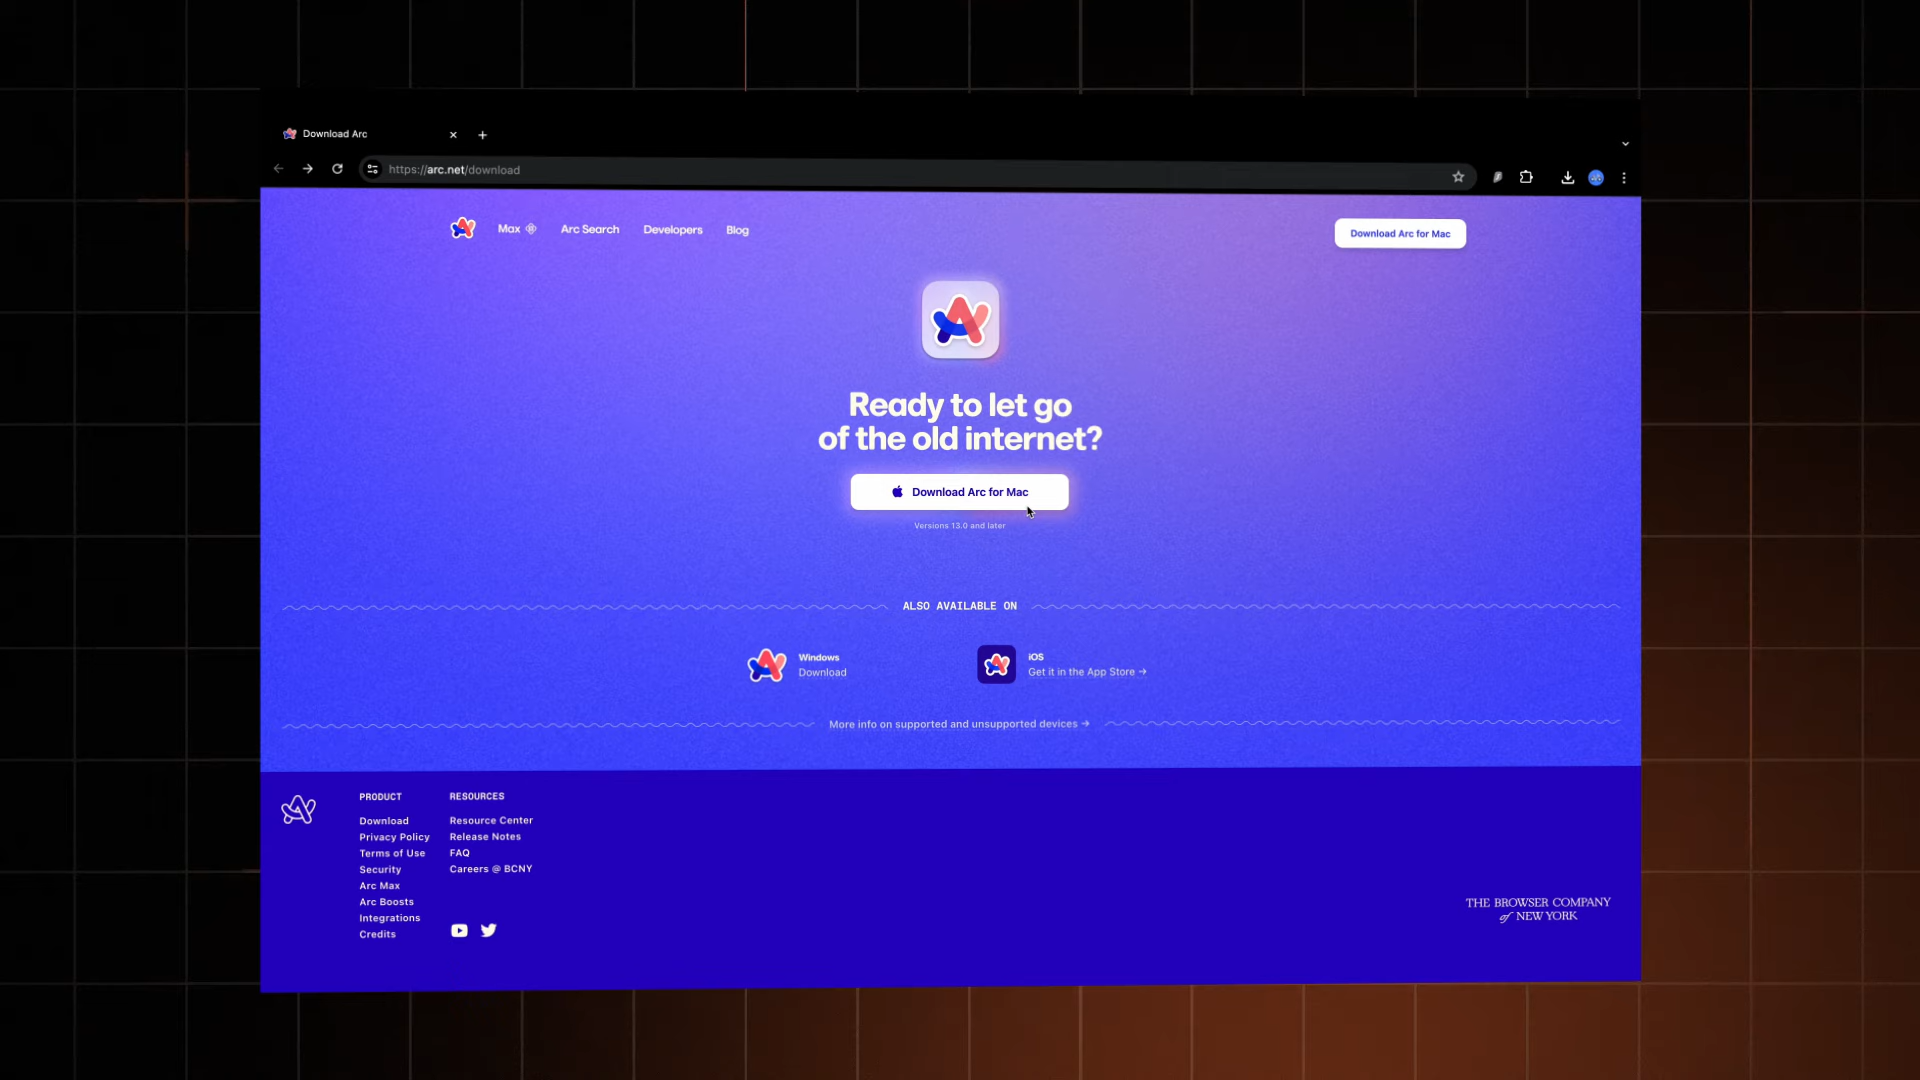 Download Arc
https://arc.net/download
Max
Arc Search
Developers
Blog
Download Arc for Mac
Ready to let go
of the old internet?
Download Arc for Mac
Versions 13.0 and later
ALSO AVAILABLE ON
Windows
Download
iOS
Get it in the App Store →
More info on supported and unsupported devices →
PRODUCT
Download
Privacy Policy
Terms of Use
Security
Arc Max
Arc Boosts
Integrations
Credits
RESOURCES
Resource Center
Release Notes
FAQ
Careers @ BCNY
THE BROWSER COMPANY
of NEW YORK